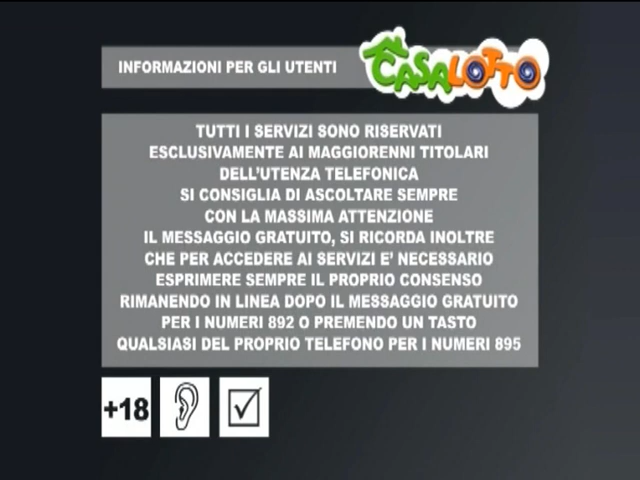 INFORMAZIONI PER GLI UTENTI
CASALOTTO
TUTTI I SERVIZI SONO RISERVATI
ESCLUSIVAMENTE AI MAGGIORENNI TITOLARI
DELL'UTENZA TELEFONICA
SI CONSIGLIA DI ASCOLTARE SEMPRE
CON LA MASSIMA ATTENZIONE
IL MESSAGGIO GRATUITO, SI RICORDA INOLTRE
CHE PER ACCEDERE AI SERVIZI E' NECESSARIO
ESPRIMERE SEMPRE IL PROPRIO CONSENSO
RIMANENDO IN LINEA DOPO IL MESSAGGIO GRATUITO
PER I NUMERI 892 O PREMENDO UN TASTO
QUALSIASI DEL PROPRIO TELEFONO PER I NUMERI 895
+18